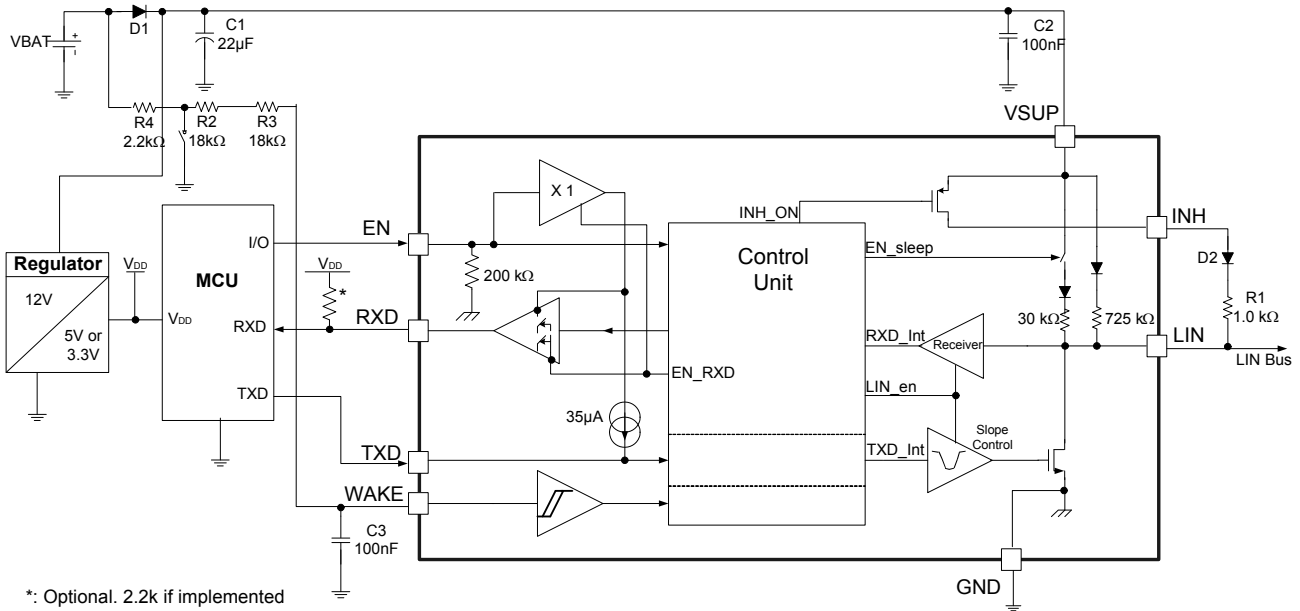 D1
VBAT
+
-
C1
22µF
C2
100nF
R4
2.2kΩ
R2
18kΩ
R3
18kΩ
VSUP
X 1
INH_ON
INH
I/O
EN
EN_sleep
Control
Unit
D2
Regulator
VDD
MCU
VDD
200 kΩ
12V
*
R1
1.0 kΩ
VDD
RXD
RXD
30 kΩ
725 kΩ
5V or
3.3V
RXD_Int
Receiver
LIN
LIN Bus
EN_RXD
TXD
LIN_en
35µA
Slope
Control
TXD
TXD_Int
WAKE
C3
100nF
GND
*: Optional. 2.2k if implemented